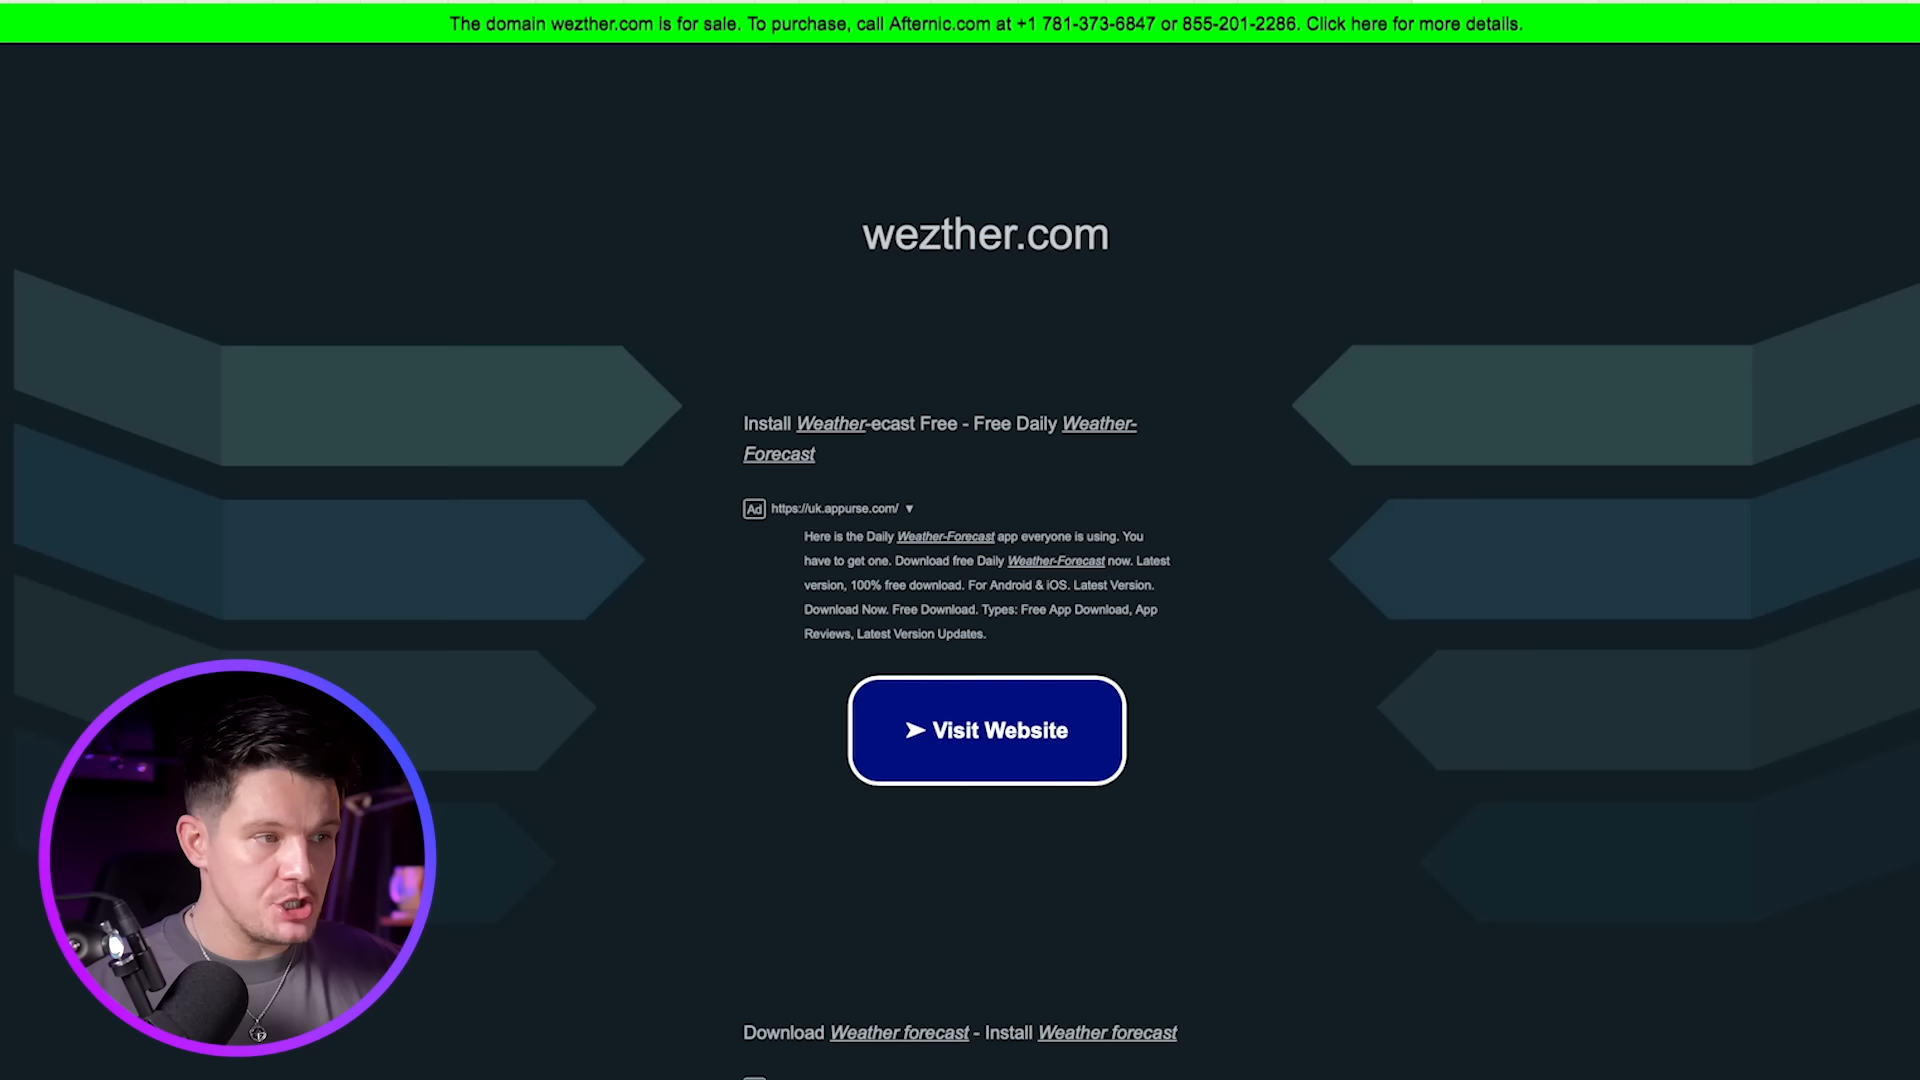 The domain wezther.com is for sale. To purchase, call Afternic.com at +1 781-373-6847 or 855-201-2286. Click here for more details.
wezther.com
Install Weather-ecast Free - Free Daily Weather-
Forecast
Ad https://uk.appurse.com/ ▼
Here is the Daily Weather-Forecast app everyone is using. You
have to get one. Download free Daily Weather-Forecast now. Latest
version, 100% free download. For Android & iOS. Latest Version.
Download Now. Free Download. Types: Free App Download, App
Reviews, Latest Version Updates.
➤ Visit Website
Download Weather forecast - Install Weather forecast